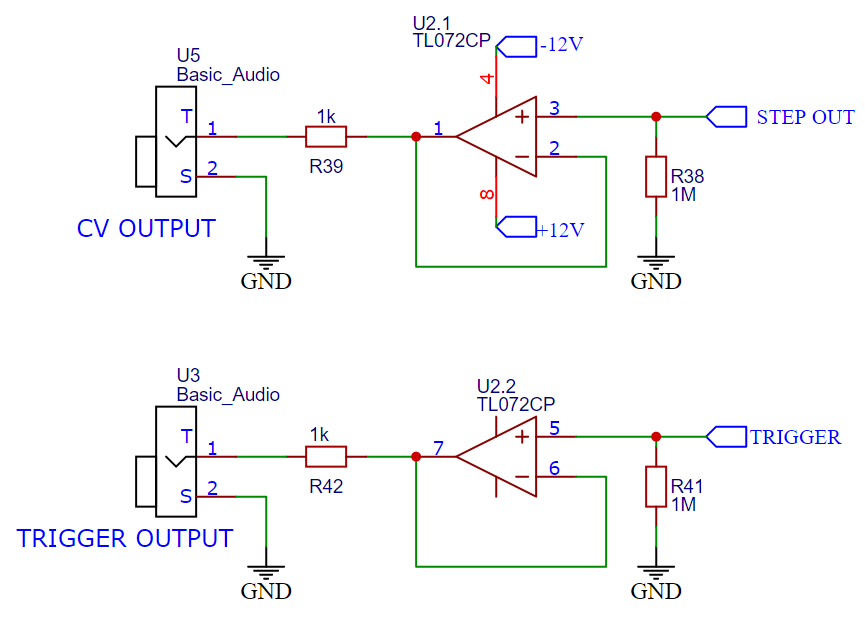 U2.1
TL072CP
-12V
4
U5
Basic_Audio
T
1
S
2
1k
R39
1
3
2
STEP OUT
R38
1M
8
+12V
CV OUTPUT
GND
GND
U3
Basic_Audio
T
1
S
2
1k
R42
U2.2
TL072CP
7
5
6
TRIGGER
R41
1M
TRIGGER OUTPUT
GND
GND